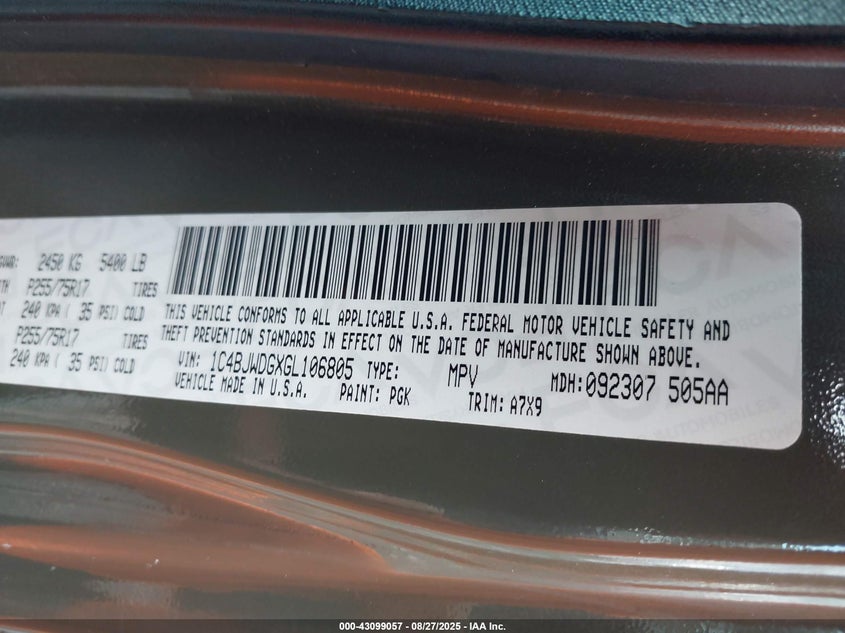 GVWR: 2450 KG 5400 LB
P255/75R17 TIRES
240 KPA ( 35 PSI) COLD
P255/75R17 TIRES
240 KPA ( 35 PSI) COLD
THIS VEHICLE CONFORMS TO ALL APPLICABLE U.S.A. FEDERAL MOTOR VEHICLE SAFETY AND
THEFT PREVENTION STANDARDS IN EFFECT ON THE DATE OF MANUFACTURE SHOWN ABOVE.
VIN: 1C4BJWDGXGL106805 TYPE: MPV MDH:092307 505AA
VEHICLE MADE IN U.S.A. PAINT: PGK TRIM: A7X9
000-43099057 - 08/27/2025 - IAA Inc.